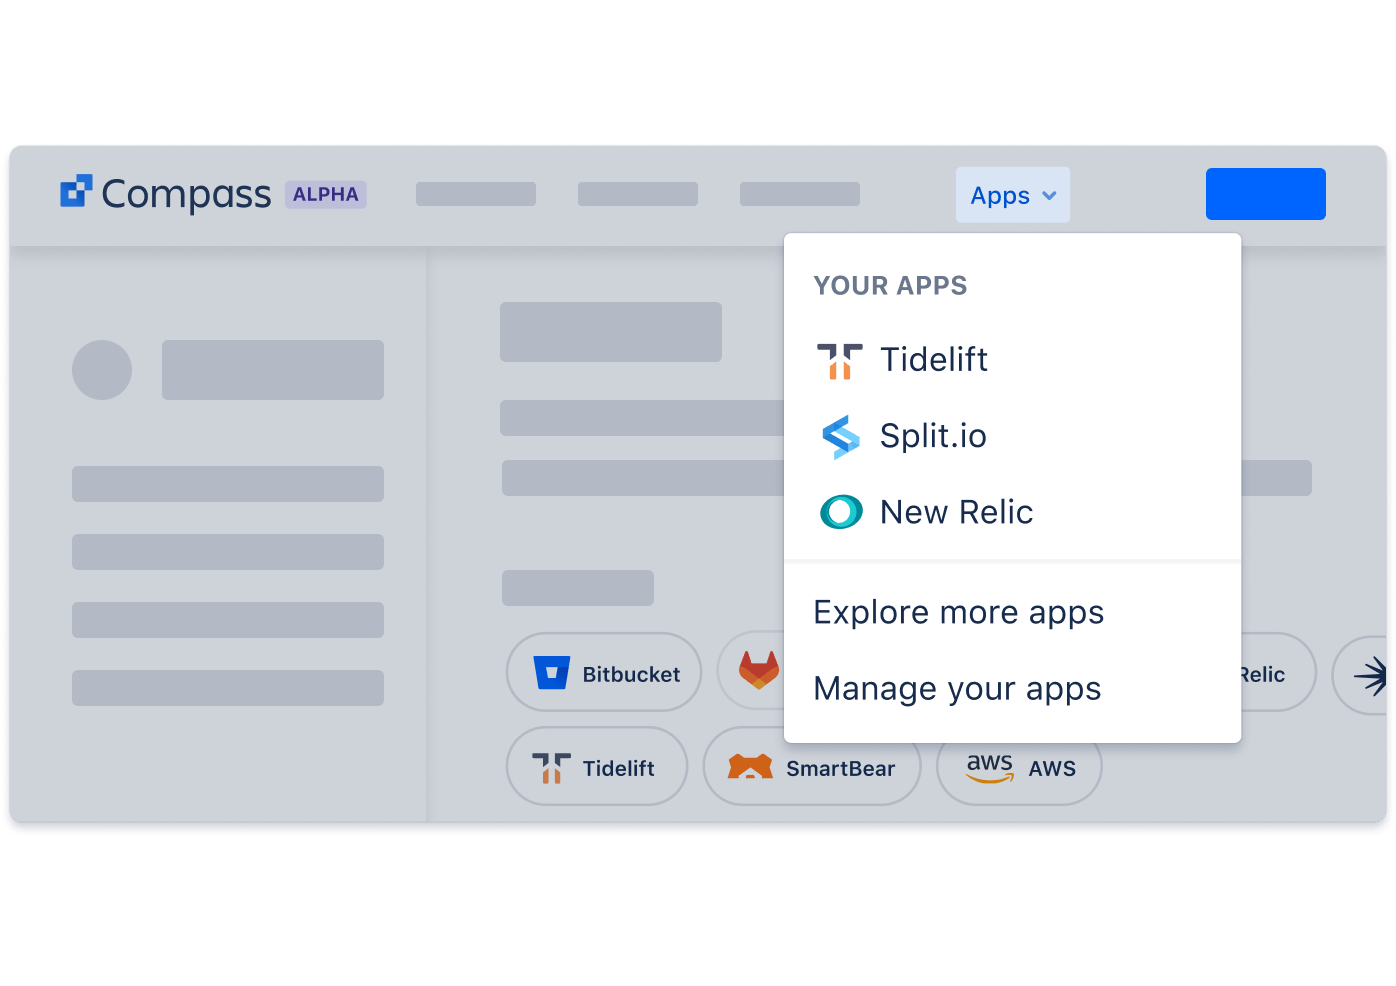 Compass ALPHA Apps
YOUR APPS
Tidelift
Split.io
New Relic
Explore more apps
Manage your apps
Bitbucket
Relic
Tidelift
SmartBear
aws AWS